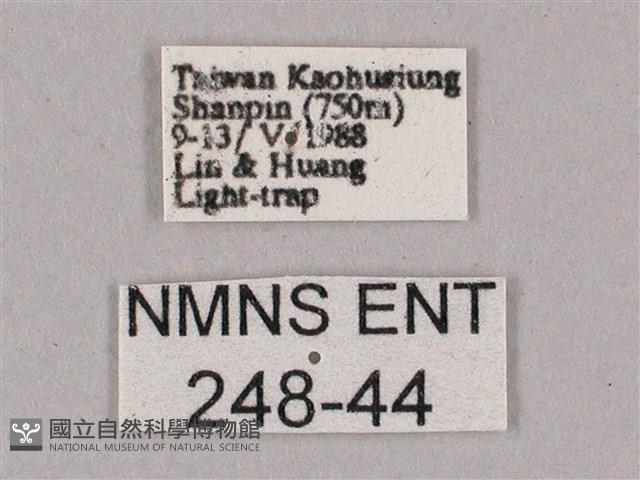 Taiwan Kaohusiung
Shanpin (750m)
9-13/ V/1988
Lin & Huang
Light-trap
NMNS ENT
248-44
國立自然科學博物館
NATIONAL MUSEUM OF NATURAL SCIENCE